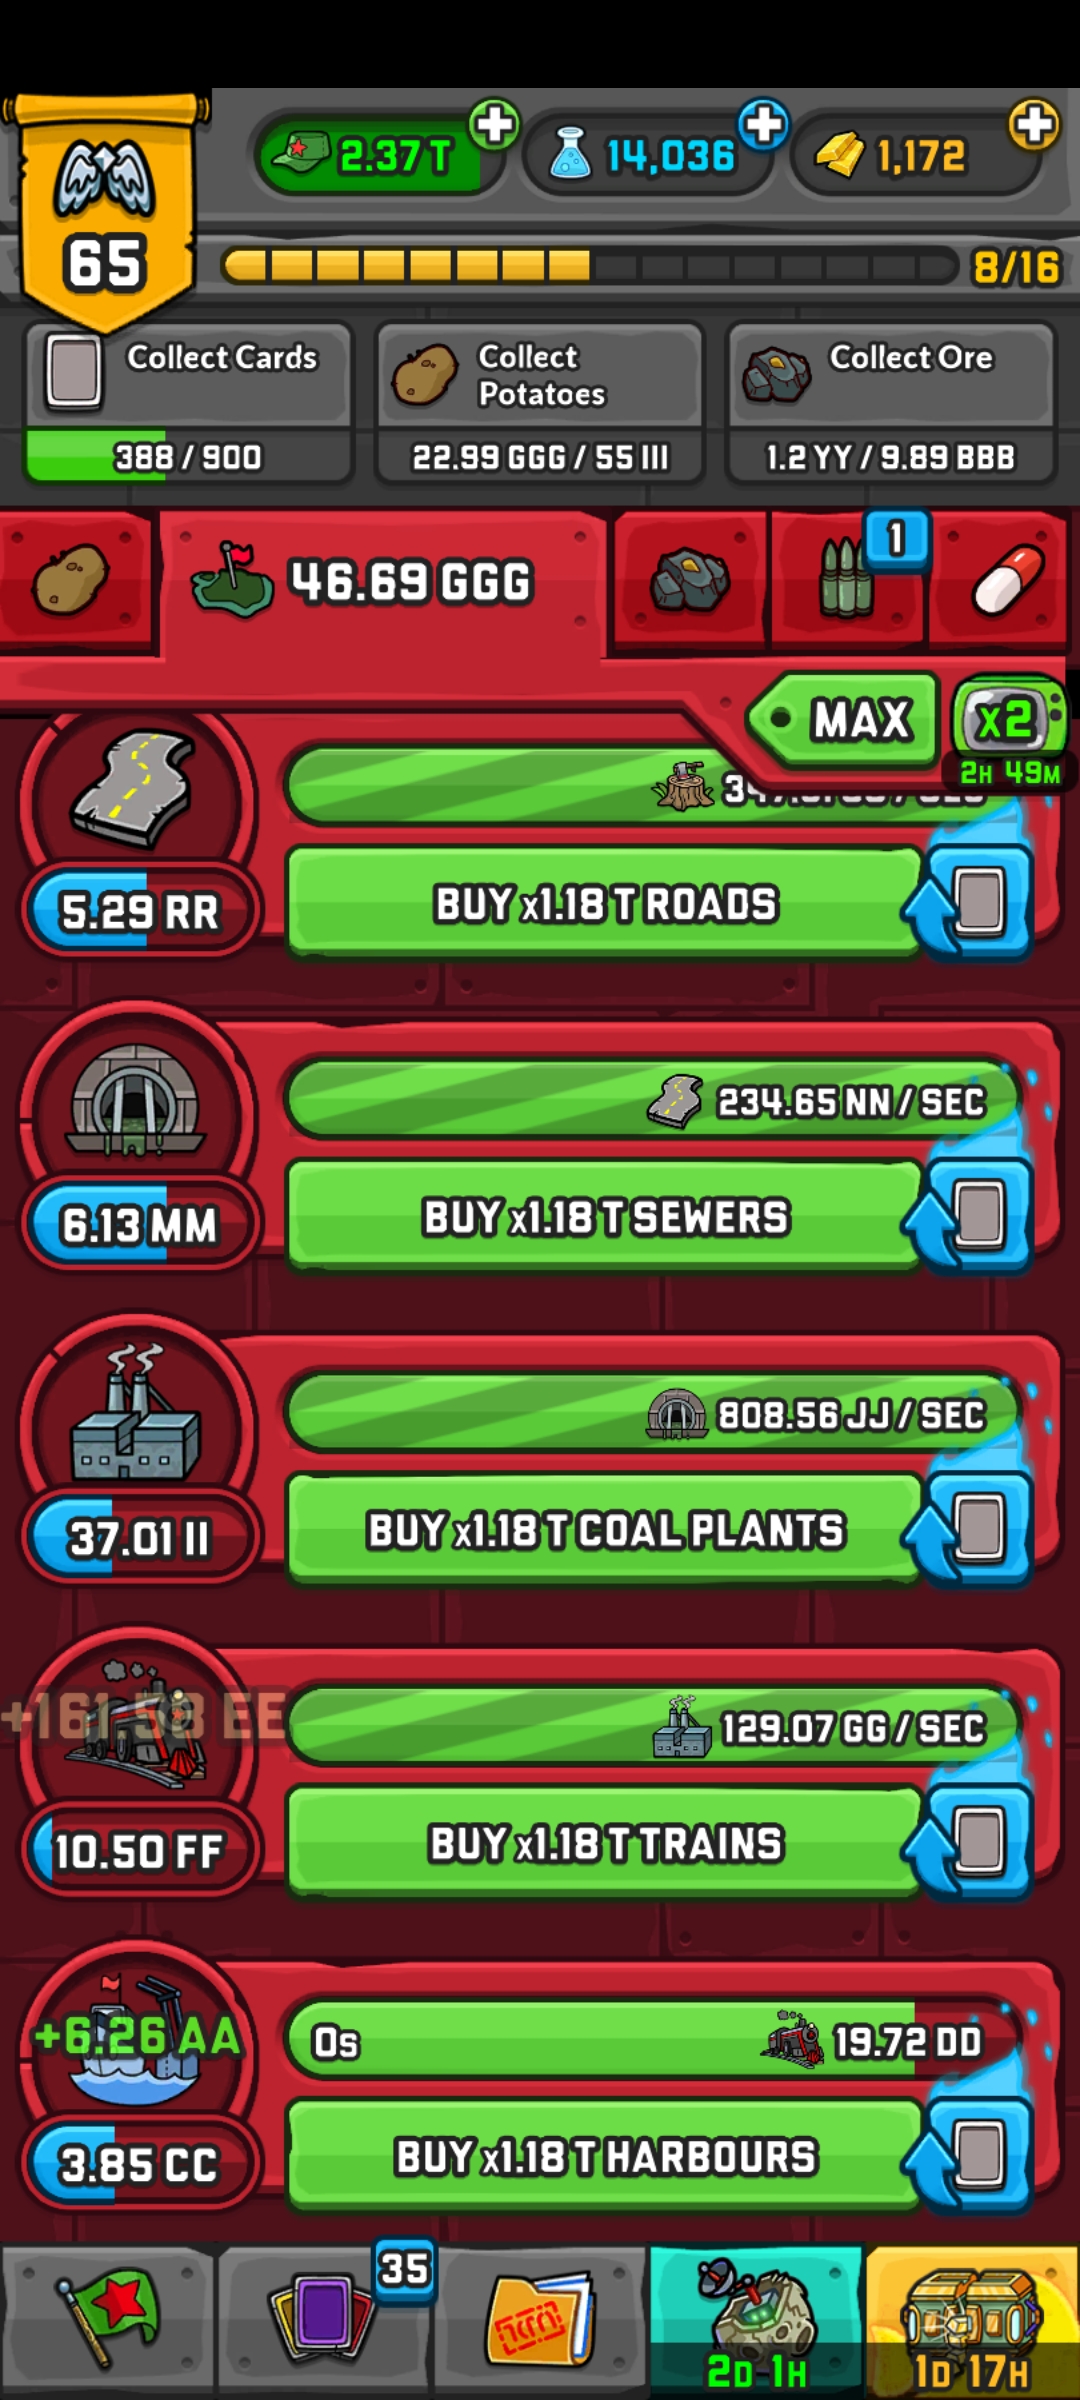 2.37 T
14,036
1,172
65
8/16
Collect Cards
388 / 900
Collect
Potatoes
22.99 GGG / 55 III
Collect Ore
1.2 YY / 9.89 BBB
46.69 GGG
1
MAX
x2
2H 49M
5.29 RR
BUY x1.18 T ROADS
234.65 NN / SEC
6.13 MM
BUY x1.18 T SEWERS
808.56 JJ / SEC
37.01 II
BUY x1.18 T COAL PLANTS
+161.58 EE
129.07 GG / SEC
10.50 FF
BUY x1.18 T TRAINS
+6.26 AA
0s
19.72 DD
3.85 CC
BUY x1.18 T HARBOURS
35
2D 1H
1D 17H